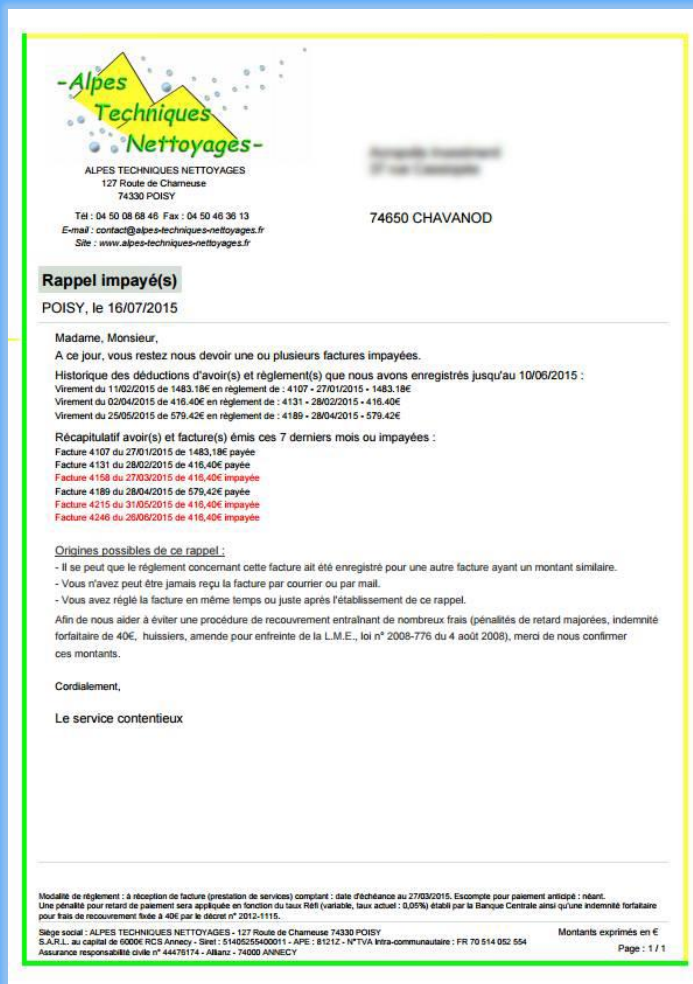 -Alpes
Techniques
Nettoyages-
ALPES TECHNIQUES NETTOYAGES
127 Route de Charneuse
74330 POISY
Tél : 04 50 08 68 46 Fax : 04 50 46 36 13
E-mail : contact@alpes-techniques-nettoyages.fr
Site : www.alpes-techniques-nettoyages.fr
74650 CHAVANOD
Rappel impayé(s)
POISY, le 16/07/2015
Madame, Monsieur,
A ce jour, vous restez nous devoir une ou plusieurs factures impayées.
Historique des déductions d'avoir(s) et règlement(s) que nous avons enregistrés jusqu'au 10/06/2015 :
Virement du 11/02/2015 de 1483.18€ en règlement de : 4107 - 27/01/2015 - 1483.18€
Virement du 02/04/2015 de 416.40€ en règlement de : 4131 - 28/02/2015 - 416.40€
Virement du 25/05/2015 de 579.42€ en règlement de : 4189 - 28/04/2015 - 579.42€
Récapitulatif avoir(s) et facture(s) émis ces 7 derniers mois ou impayées :
Facture 4107 du 27/01/2015 de 1483,18€ payée
Facture 4131 du 28/02/2015 de 416,40€ payée
Facture 4158 du 27/03/2015 de 416,40€ impayée
Facture 4189 du 28/04/2015 de 579,42€ payée
Facture 4215 du 31/05/2015 de 416,40€ impayée
Facture 4246 du 26/06/2015 de 416,40€ impayée
Origines possibles de ce rappel :
- Il se peut que le réglement concernant cette facture ait été enregistré pour une autre facture ayant un montant similaire.
- Vous n'avez peut être jamais reçu la facture par courrier ou par mail.
- Vous avez réglé la facture en même temps ou juste après l'établissement de ce rappel.
Afin de nous aider à éviter une procédure de recouvrement entraînant de nombreux frais (pénalités de retard majorées, indemnité
forfaitaire de 40€, huissiers, amende pour enfreinte de la L.M.E., loi n° 2008-776 du 4 août 2008), merci de nous confirmer
ces montants.
Cordialement,
Le service contentieux
Modalité de règlement : à réception de facture (prestation de services) comptant : date d'échéance au 27/03/2015. Escompte pour paiement anticipé : néant.
Une pénalité pour retard de paiement sera appliquée en fonction du taux Réfi (variable, taux actuel : 0,05%) établi par la Banque Centrale ainsi qu'une indemnité forfaitaire
pour frais de recouvrement fixée à 40€ par le décret n° 2012-1115.
Siège social : ALPES TECHNIQUES NETTOYAGES - 127 Route de Charneuse 74330 POISY
S.A.R.L. au capital de 6000€ RCS Annecy - Siret : 51405255400011 - APE : 8121Z - N°TVA Intra-communautaire : FR 70 514 052 554
Assurance responsabilité civile n° 44476174 - Allianz - 74000 ANNECY
Montants exprimés en €
Page : 1 / 1